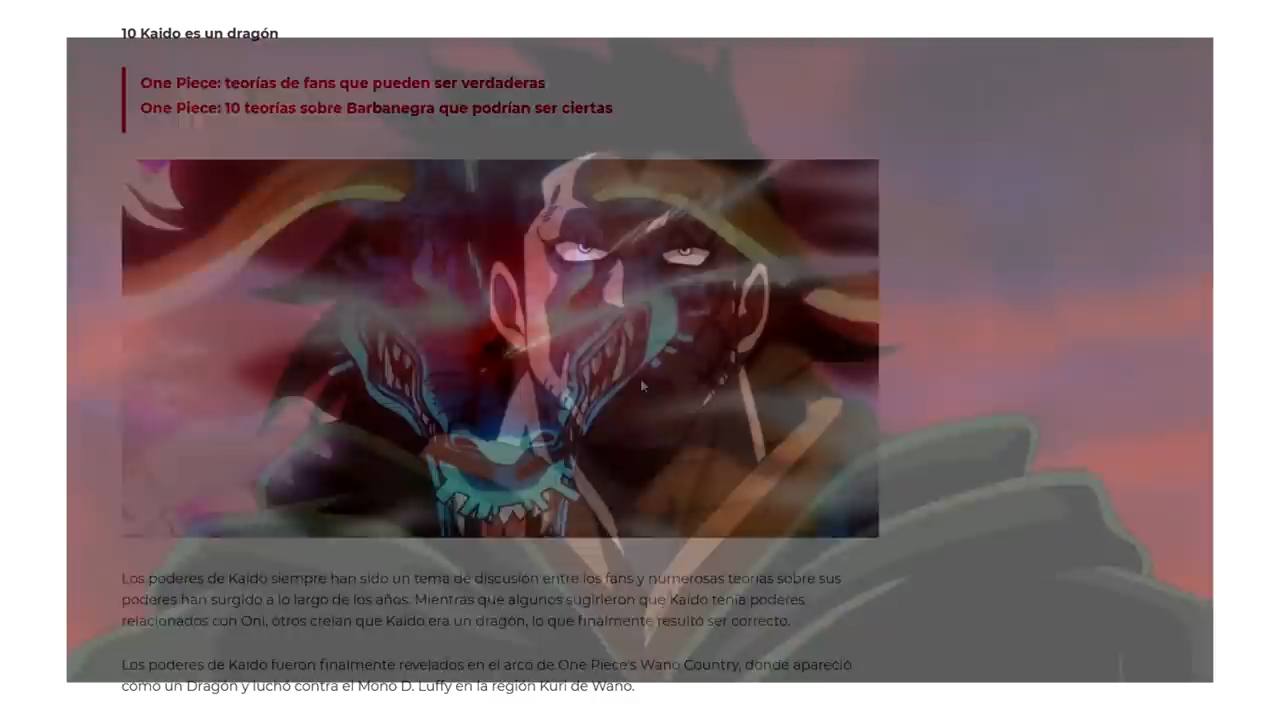 10 Kaido es un dragón
One Piece: teorías de fans que pueden ser verdaderas
One Piece: 10 teorías sobre Barbanegra que podrían ser ciertas
Los poderes de Kaido siempre han sido un tema de discusión entre los fans y numerosas teorías sobre sus
poderes han surgido a lo largo de los años. Mientras que algunos sugirieron que Kaido tenía poderes
relacionados con Oni, otros creían que Kaido era un dragón, lo que finalmente resultó ser correcto.
Los poderes de Kaido fueron finalmente revelados en el arco de One Piece's Wano Country, donde apareció
como un Dragón y luchó contra el Mono D. Luffy en la región Kuri de Wano.